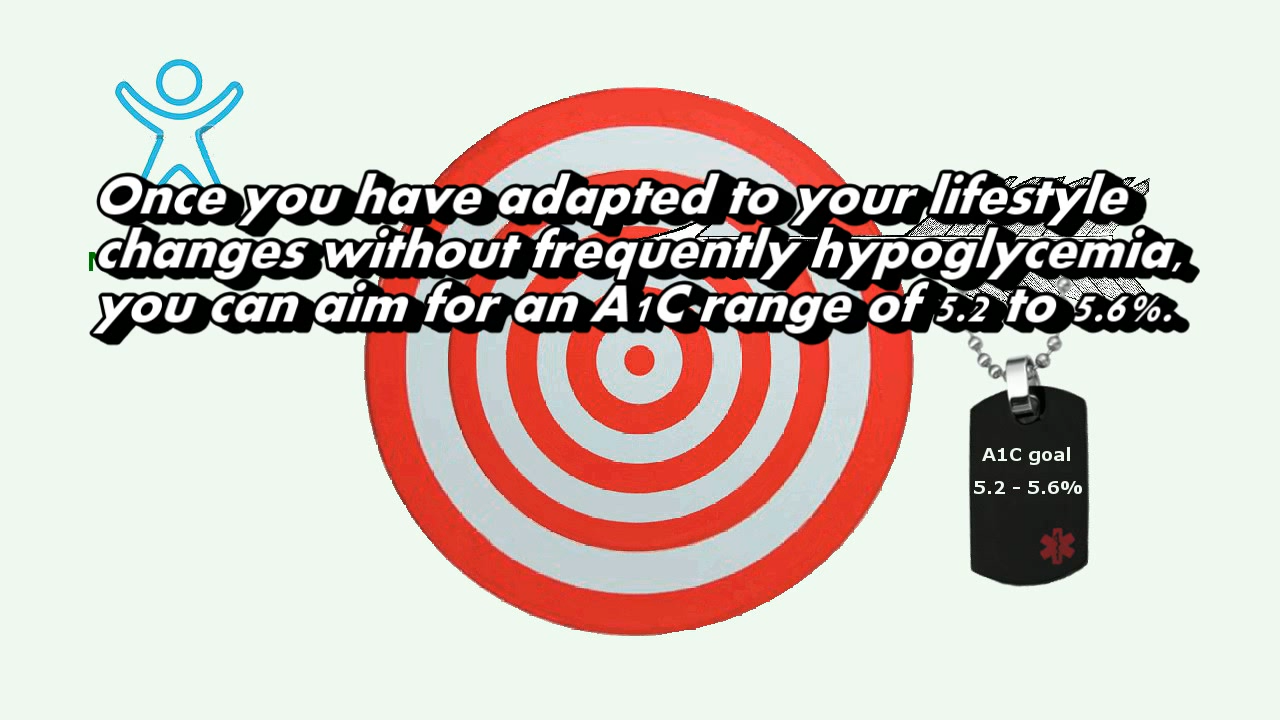 Once you have adapted to your lifestyle
changes without frequently hypoglycemia,
you can aim for an A1C range of 5.2 to 5.6%.
A1C goal
5.2 - 5.6%